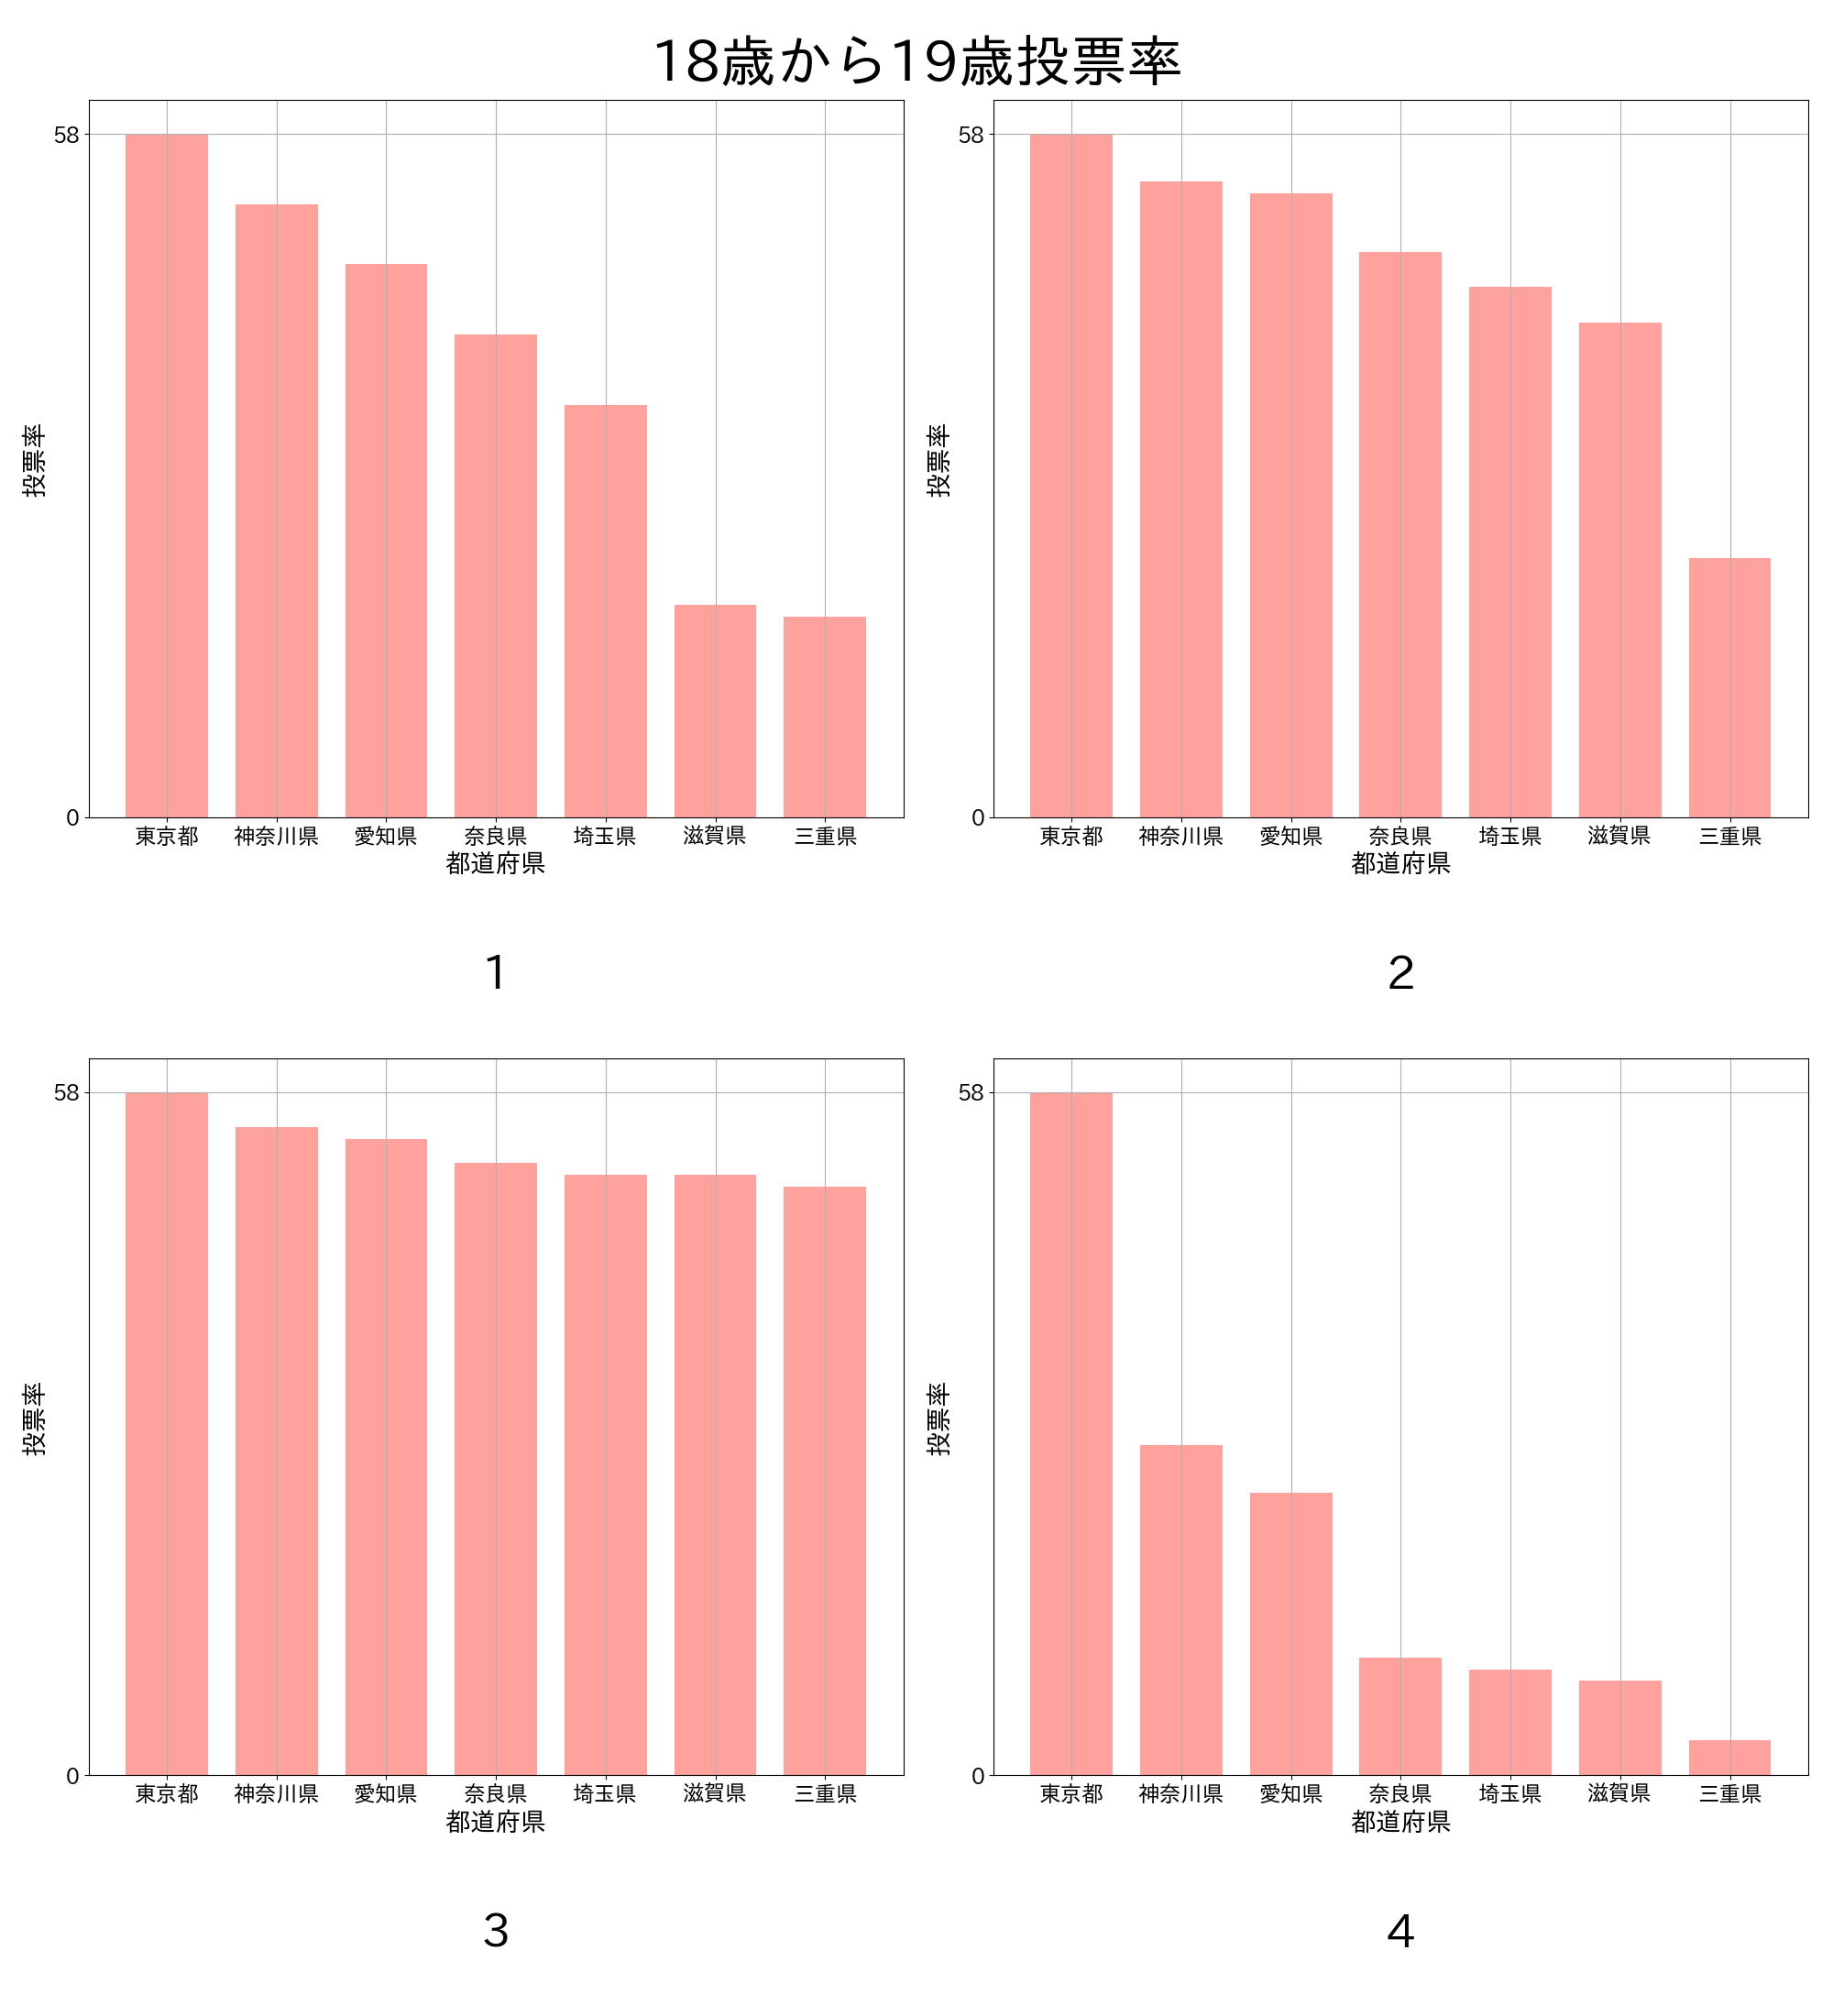 18歳から19歳投票率
58
0
投票率
東京都 神奈川県 愛知県 奈良県 埼玉県 滋賀県 三重県
都道府県
1
58
0
投票率
東京都 神奈川県 愛知県 奈良県 埼玉県 滋賀県 三重県
都道府県
2
58
0
投票率
東京都 神奈川県 愛知県 奈良県 埼玉県 滋賀県 三重県
都道府県
3
58
0
投票率
東京都 神奈川県 愛知県 奈良県 埼玉県 滋賀県 三重県
都道府県
4